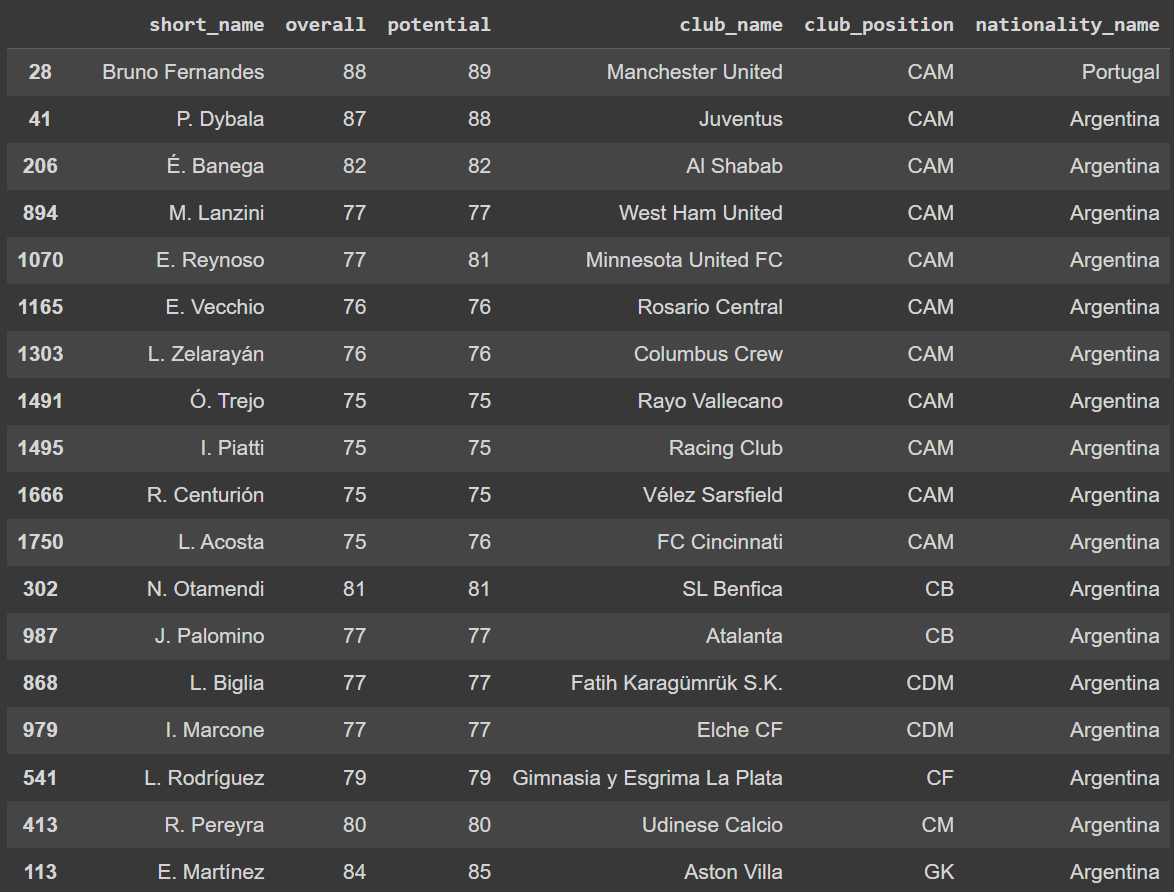 short_name overall potential club_name club_position nationality_name
28 Bruno Fernandes 88 89 Manchester United CAM Portugal
41 P. Dybala 87 88 Juventus CAM Argentina
206 É. Banega 82 82 Al Shabab CAM Argentina
894 M. Lanzini 77 77 West Ham United CAM Argentina
1070 E. Reynoso 77 81 Minnesota United FC CAM Argentina
1165 E. Vecchio 76 76 Rosario Central CAM Argentina
1303 L. Zelarayán 76 76 Columbus Crew CAM Argentina
1491 Ó. Trejo 75 75 Rayo Vallecano CAM Argentina
1495 I. Piatti 75 75 Racing Club CAM Argentina
1666 R. Centurión 75 75 Vélez Sarsfield CAM Argentina
1750 L. Acosta 75 76 FC Cincinnati CAM Argentina
302 N. Otamendi 81 81 SL Benfica CB Argentina
987 J. Palomino 77 77 Atalanta CB Argentina
868 L. Biglia 77 77 Fatih Karagümrük S.K. CDM Argentina
979 I. Marcone 77 77 Elche CF CDM Argentina
541 L. Rodríguez 79 79 Gimnasia y Esgrima La Plata CF Argentina
413 R. Pereyra 80 80 Udinese Calcio CM Argentina
113 E. Martínez 84 85 Aston Villa GK Argentina